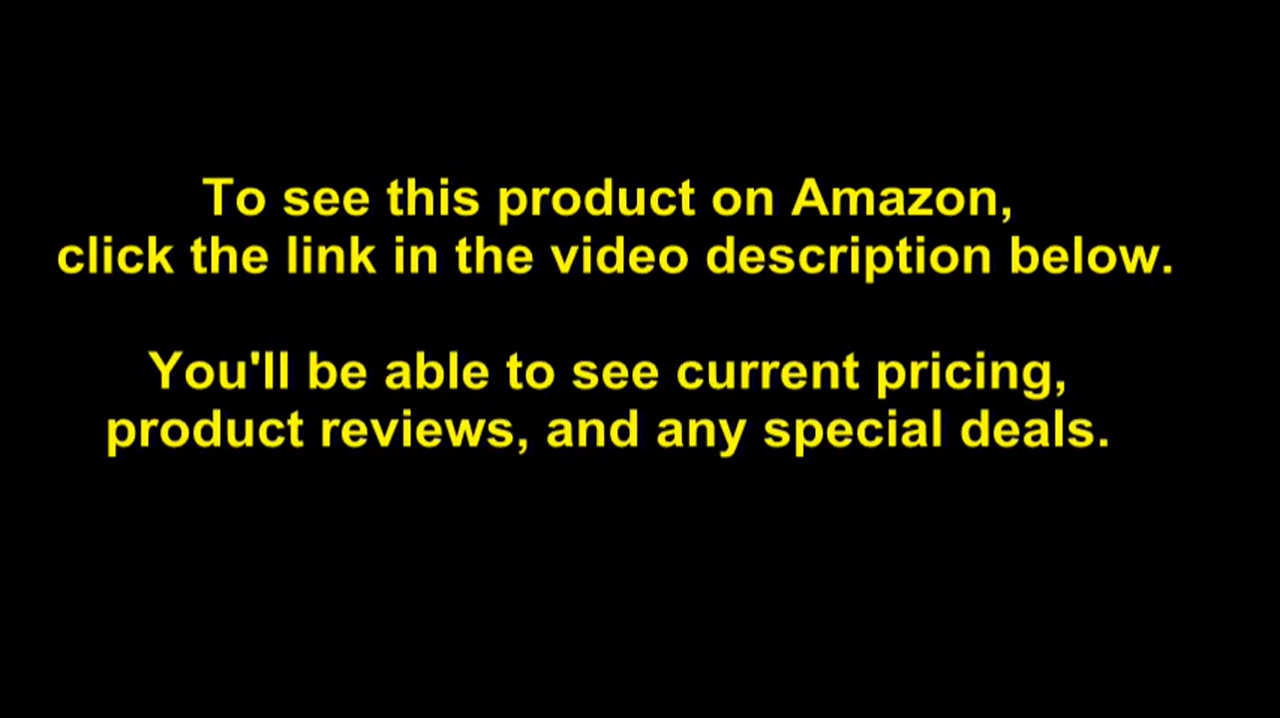 To see this product on Amazon,
click the link in the video description below.
You'll be able to see current pricing,
product reviews, and any special deals.